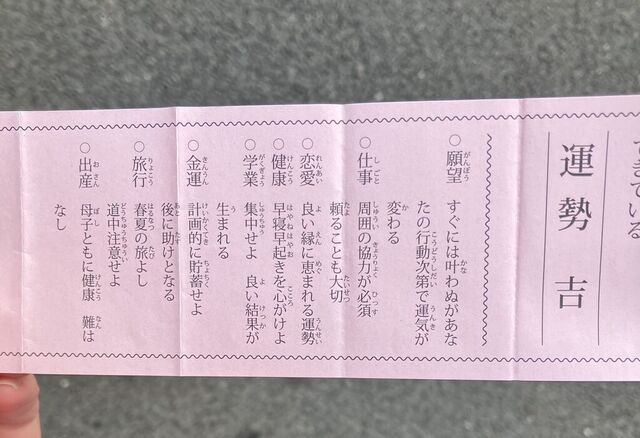 できている
運勢 吉
○願望 すぐには叶わぬがあな
たの行動次第で運気が
変わる
○仕事 周囲の協力が必須
頼ることも大切
○恋愛 良い縁に恵まれる運勢
○健康 早寝早起きを心がけよ
○学業 集中せよ 良い結果が
生まれる
○金運 計画的に貯蓄せよ
後に助けとなる
○旅行 春夏の旅よし
道中注意せよ
○出産 母子ともに健康 難は
なし